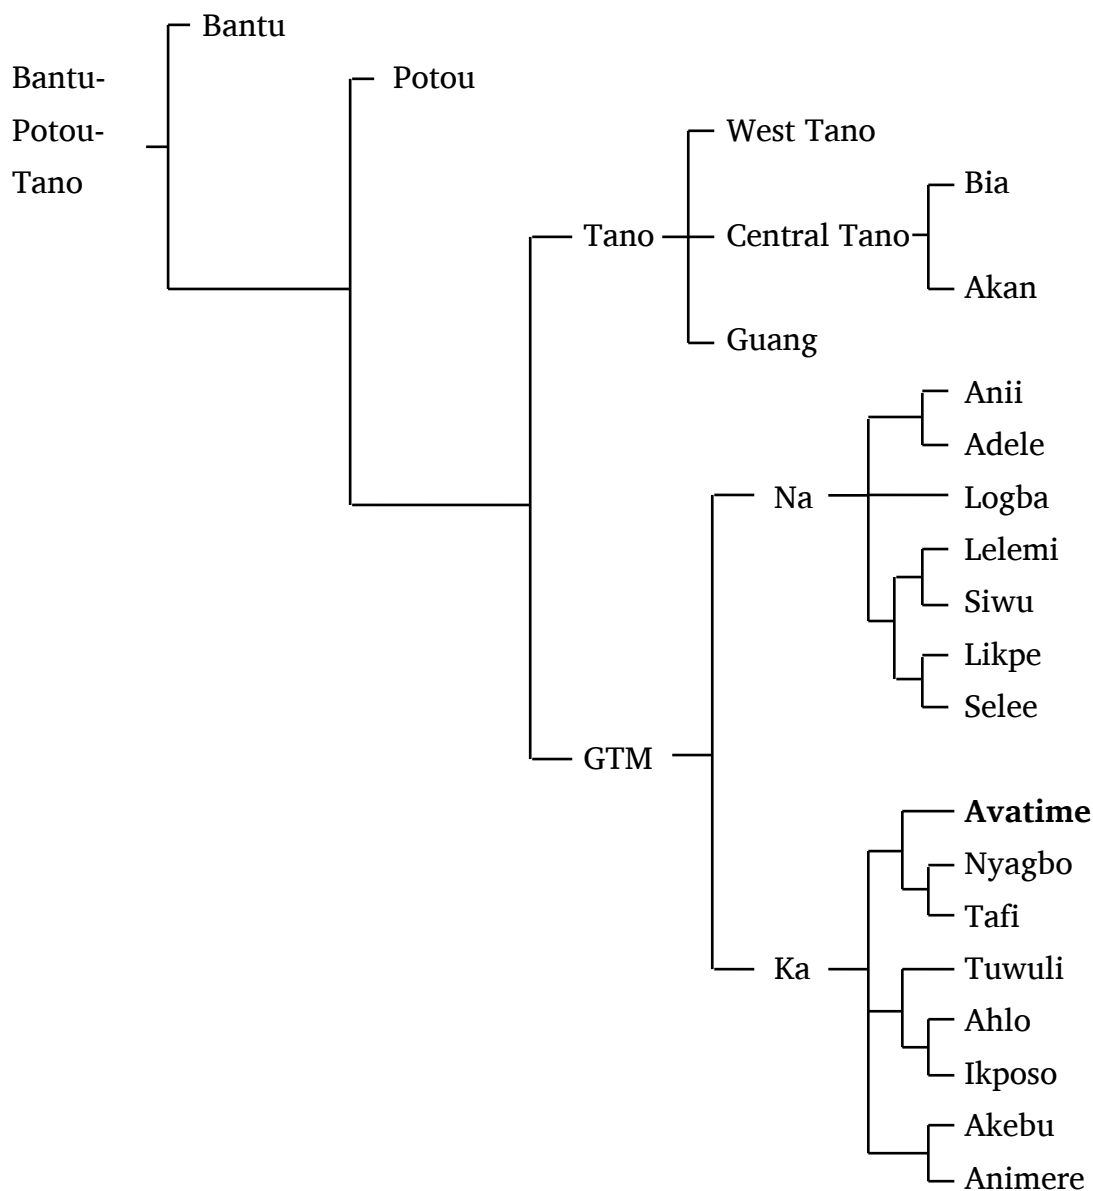 Bantu
Bantu-
Potou-
Tano
Potou
West Tano
Tano
Central Tano
Bia
Akan
Guang
Anii
Adele
Na
Logba
Lelemi
Siwu
Likpe
Selee
GTM
Avatime
Nyagbo
Tafi
Ka
Tuwuli
Ahlo
Ikposo
Akebu
Animere